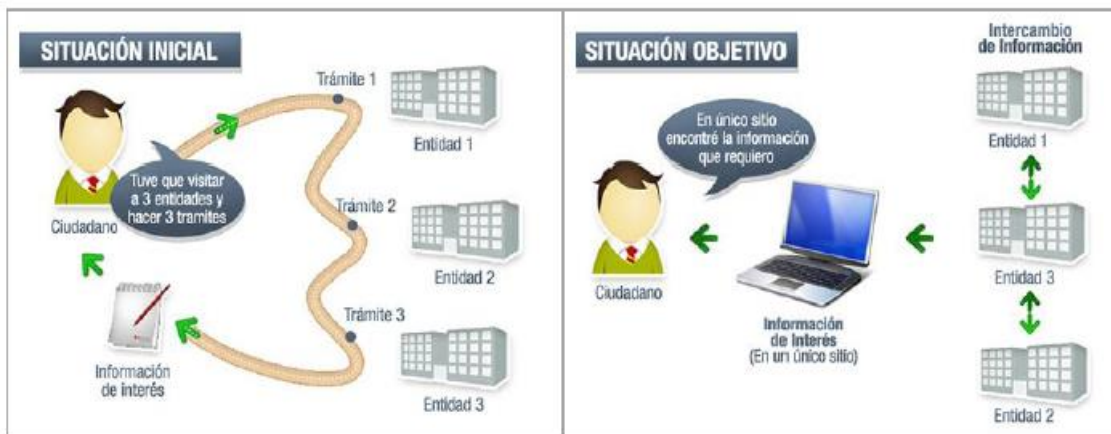 SITUACIÓN INICIAL
Trámite 1
Entidad 1
Tuve que visitar
a 3 entidades y
hacer 3 tramites
Ciudadano
Trámite 2
Entidad 2
Trámite 3
Información
de interés
Entidad 3
SITUACIÓN OBJETIVO
Intercambio
de Información
En único sitio
encontré la información
que requiero
Entidad 1
Ciudadano
Entidad 3
Información
de Interés
(En un único sitio)
Entidad 2